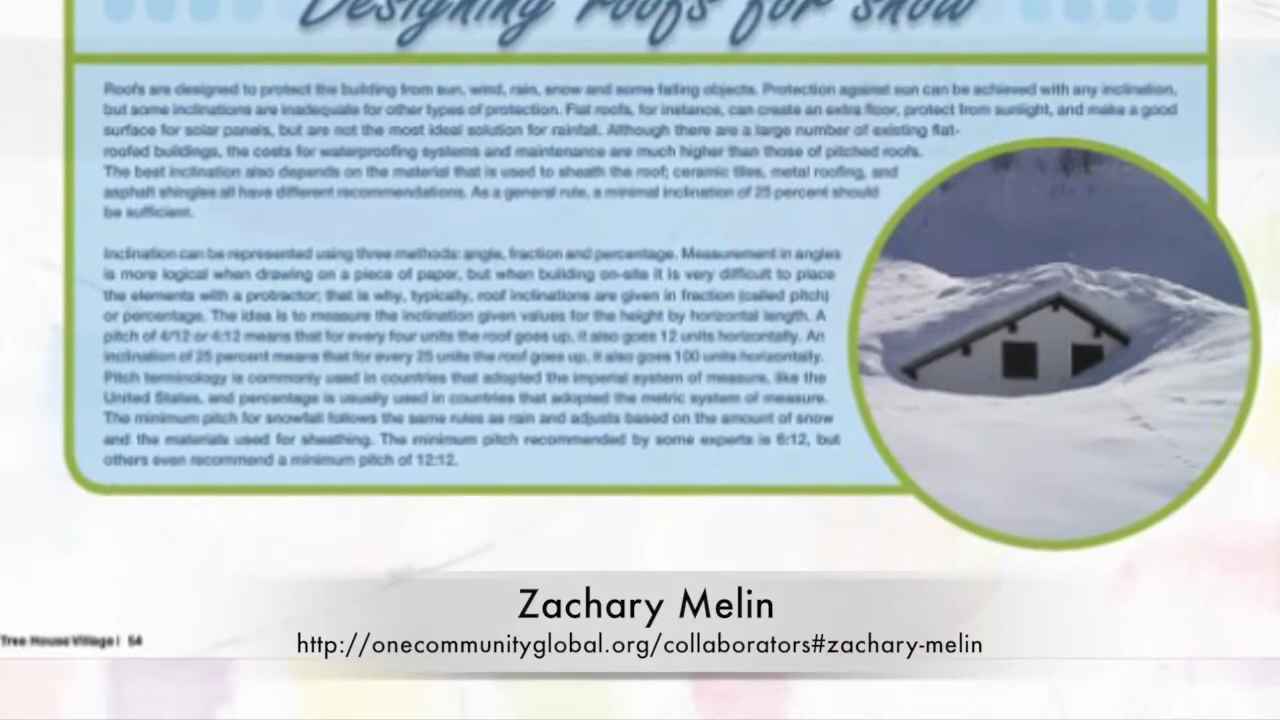 Designing roofs for snow
Roofs are designed to protect the building from sun, wind, rain, snow and some falling objects. Protection against sun can be achieved with any inclination,
but some inclinations are inadequate for other types of protection. Flat roofs, for instance, can create an extra floor, protect from sunlight, and make a good
surface for solar panels, but are not the most ideal solution for rainfall. Although there are a large number of existing flat-
roofed buildings, the costs for waterproofing systems and maintenance are much higher than those of pitched roofs.
The best inclination also depends on the material that is used to sheath the roof; ceramic tiles, metal roofing, and
asphalt shingles all have different recommendations. As a general rule, a minimal inclination of 25 percent should
be sufficient.
Inclination can be represented using three methods: angle, fraction and percentage. Measurement in angles
is more logical when drawing on a piece of paper, but when building on-site it is very difficult to place
the elements with a protractor; that is why, typically, roof inclinations are given in fraction (called pitch)
or percentage. The idea is to measure the inclination given values for the height by horizontal length. A
pitch of 4/12 or 4:12 means that for every four units the roof goes up, it also goes 12 units horizontally. An
inclination of 25 percent means that for every 25 units the roof goes up, it also goes 100 units horizontally.
Pitch terminology is commonly used in countries that adopted the imperial system of measure, like the
United States, and percentage is usually used in countries that adopted the metric system of measure.
The minimum pitch for snowfall follows the same rules as rain and adjusts based on the amount of snow
and the materials used for sheathing. The minimum pitch recommended by some experts is 6:12, but
others even recommend a minimum pitch of 12:12.
Zachary Melin
Tree House Village | 54
http://onecommunityglobal.org/collaborators#zachary-melin